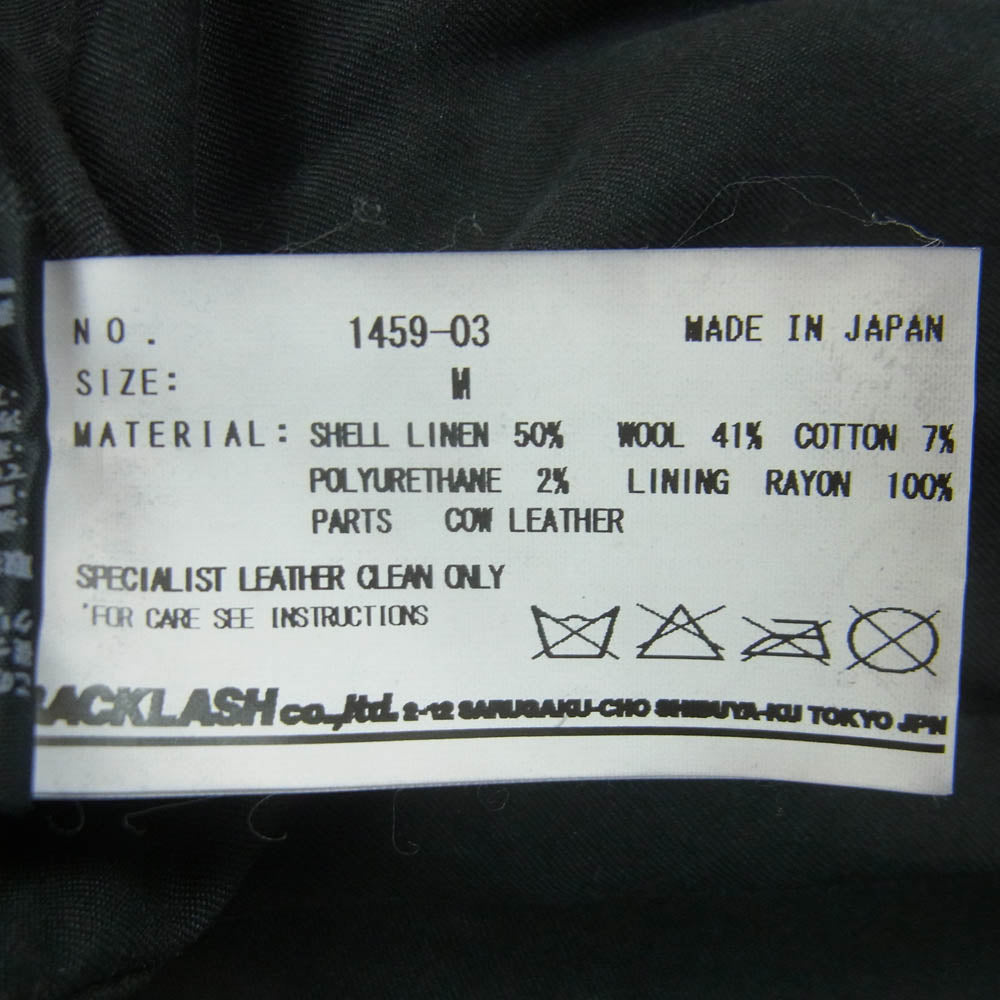 NO. 1459-03 MADE IN JAPAN
SIZE: M
MATERIAL: SHELL LINEN 50% WOOL 41% COTTON 7%
POLYURETHANE 2% LINING RAYON 100%
PARTS COW LEATHER
SPECIALIST LEATHER CLEAN ONLY
*FOR CARE SEE INSTRUCTIONS
BACKLASH co.,ltd. 2-12 SARUGAKU-CHO SHIBUYA-KU TOKYO JPN